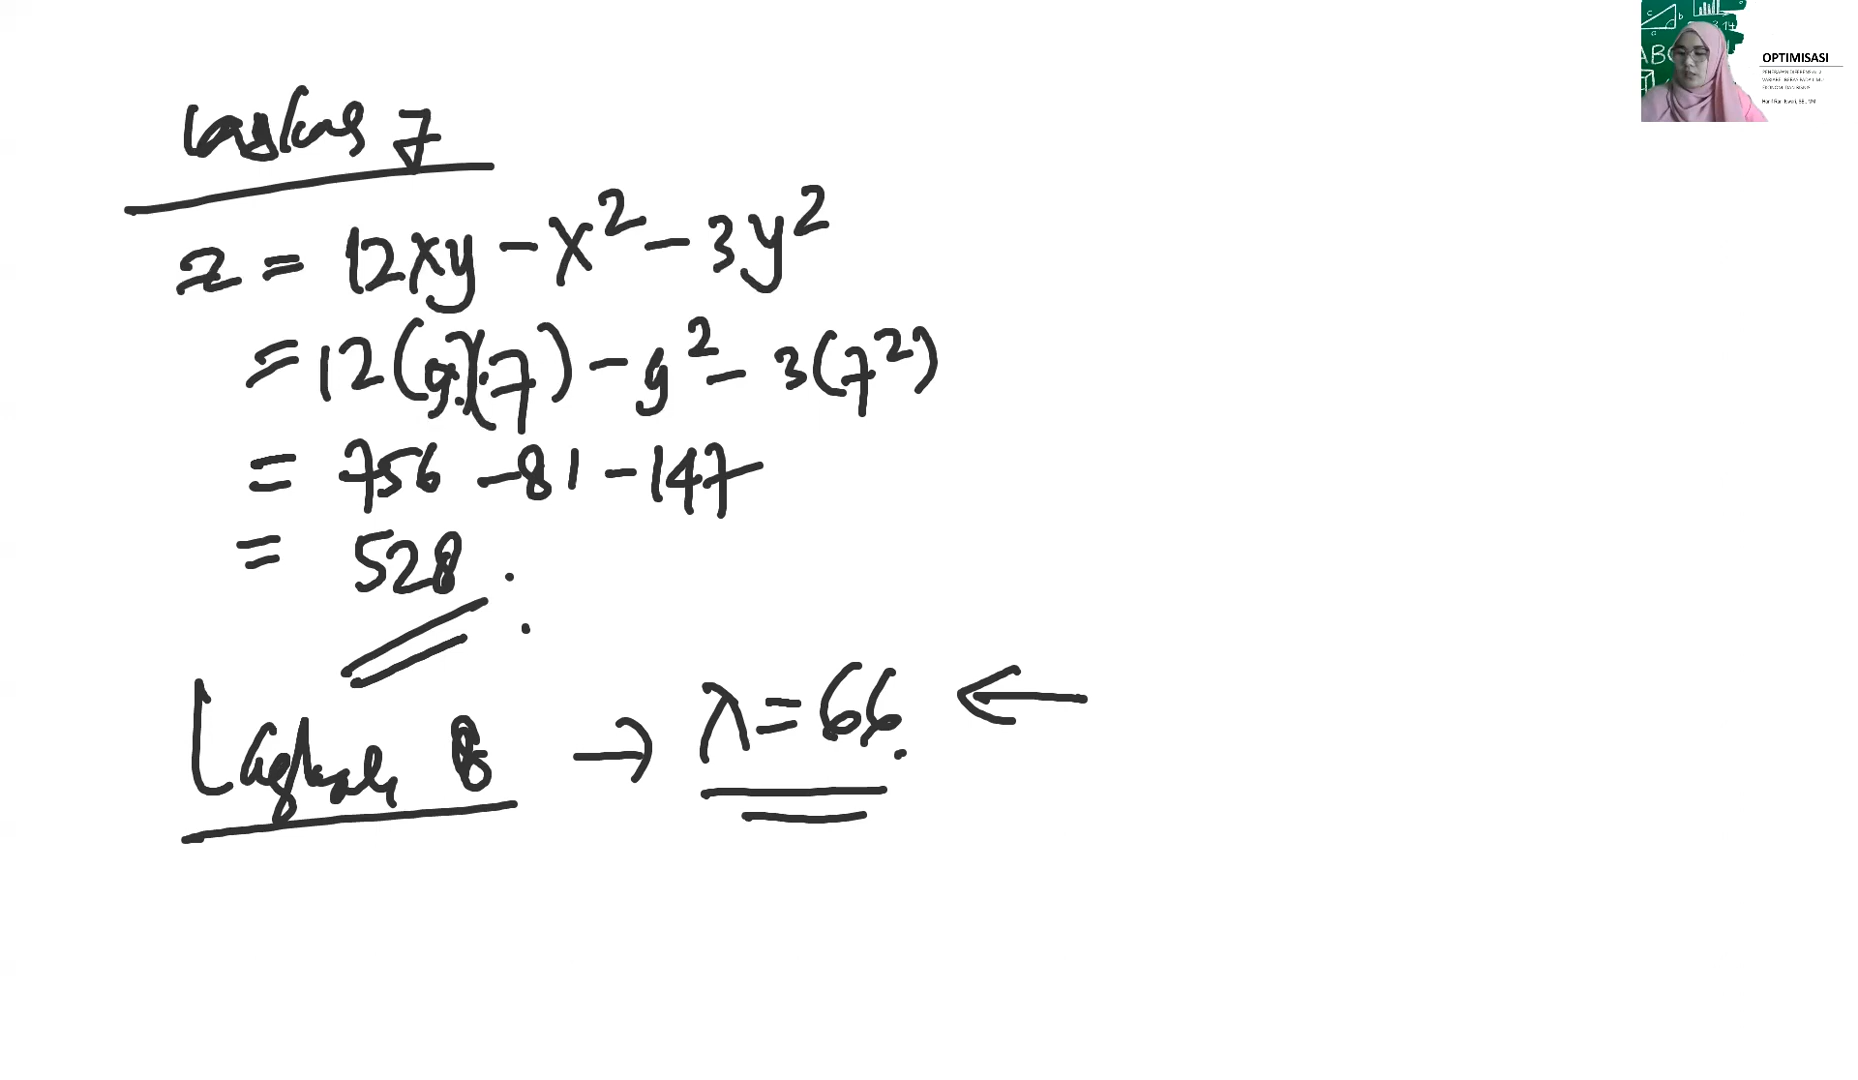 Langkah 7
z = 12xy - x² - 3y²
= 12(9)(7) - 9² - 3(7²)
= 756 - 81 - 147
= 528
Langkah 8 → λ = 66. ←
OPTIMISASI